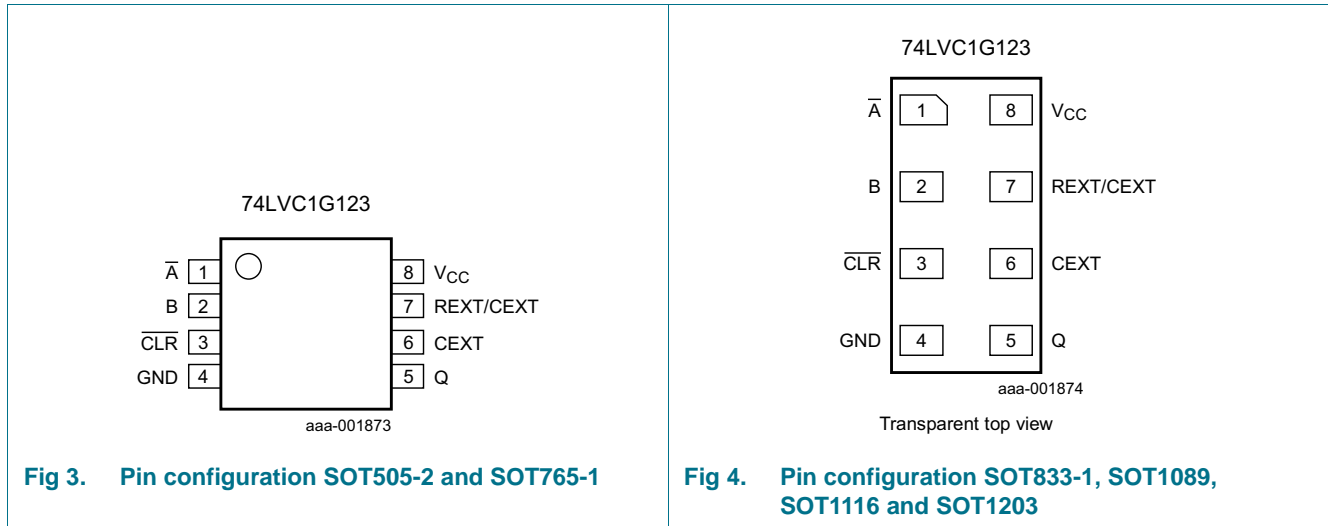 74LVC1G123
A 1
B 2
CLR 3
GND 4
8 VCC
7 REXT/CEXT
6 CEXT
5 Q
aaa-001873
Fig 3. Pin configuration SOT505-2 and SOT765-1
74LVC1G123
A 1
B 2
CLR 3
GND 4
8 VCC
7 REXT/CEXT
6 CEXT
5 Q
aaa-001874
Transparent top view
Fig 4. Pin configuration SOT833-1, SOT1089,
SOT1116 and SOT1203